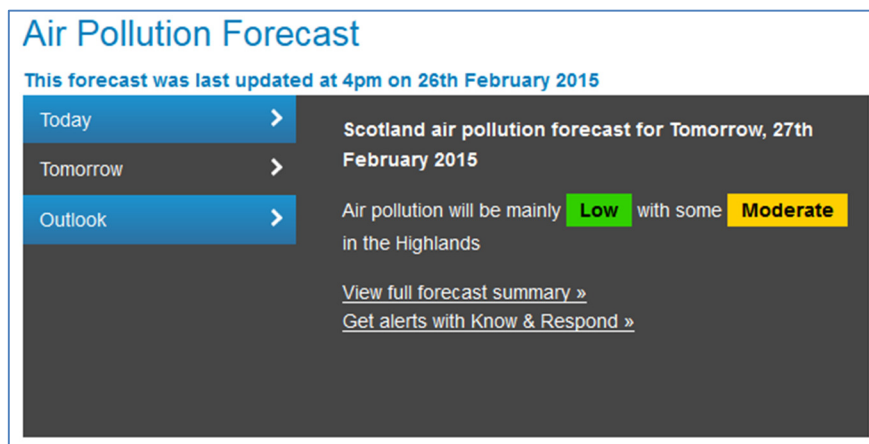 Air Pollution Forecast
This forecast was last updated at 4pm on 26th February 2015
Today
Tomorrow
Outlook
Scotland air pollution forecast for Tomorrow, 27th
February 2015
Air pollution will be mainly Low with some Moderate
in the Highlands
View full forecast summary »
Get alerts with Know & Respond »